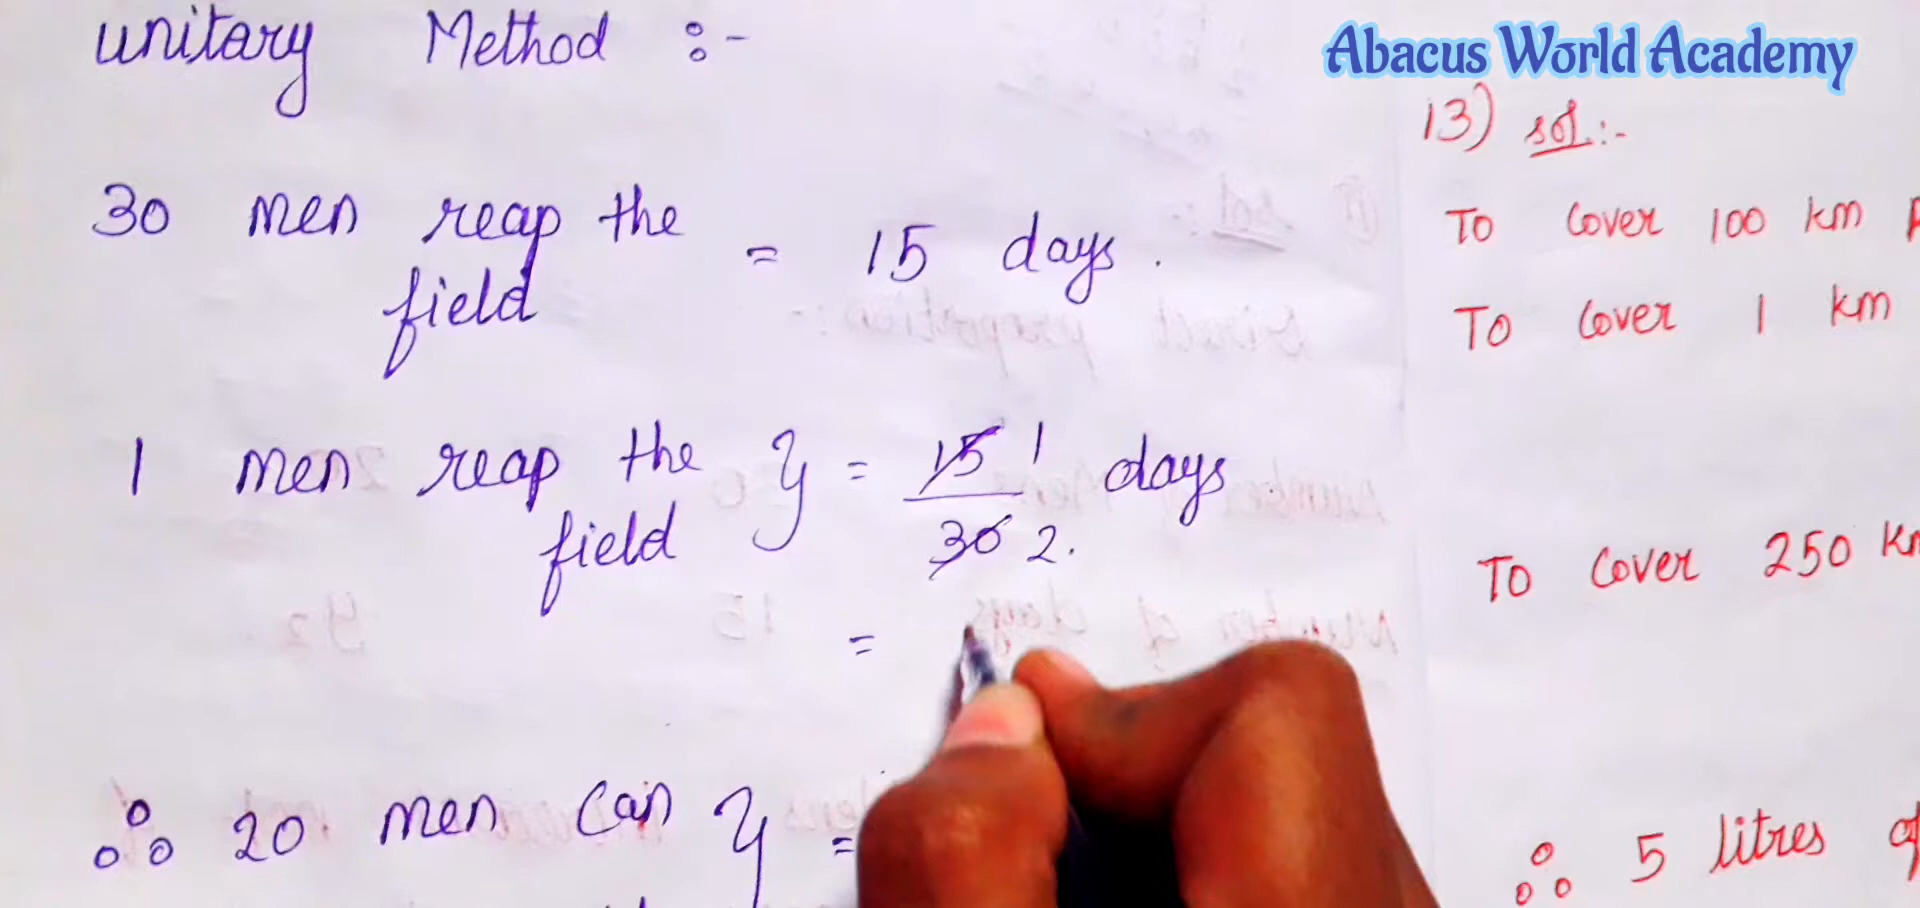 unitary Method :-
Abacus World Academy
30 men reap the
field
= 15 days.
1 men reap the
field
= 15 1 days
30 2.
=
∴ 20 men can
=
13) sol:-
To Cover 100 km
To Cover 1 km
To Cover 250 Km
∴ 5 litres of